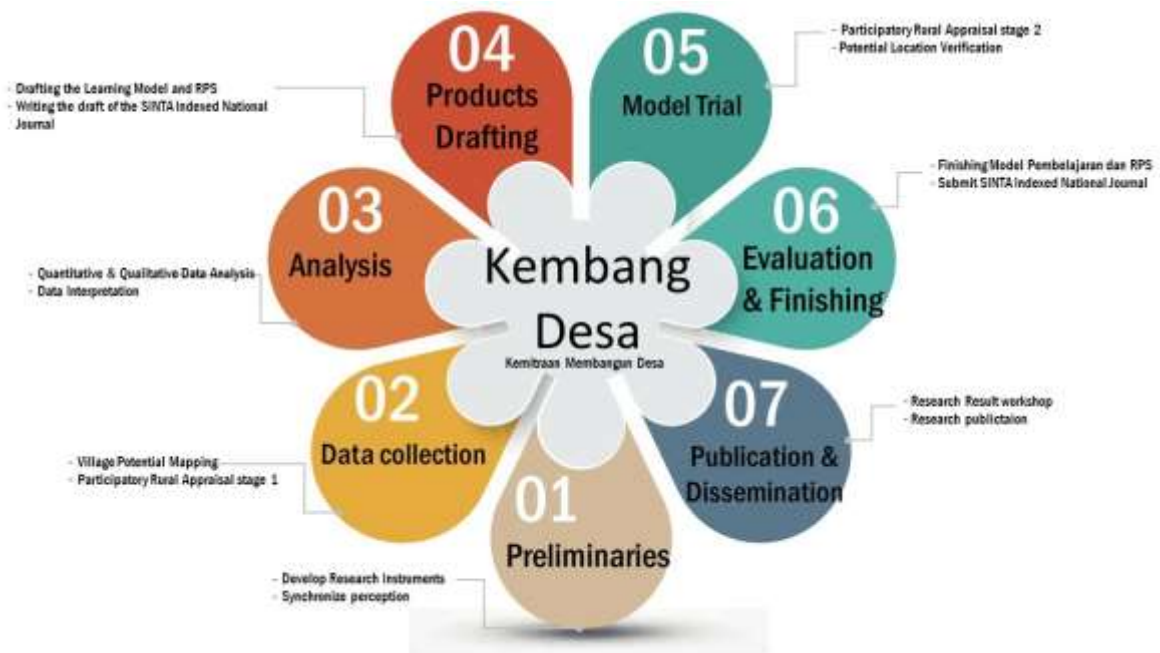 Kembang
Desa
Kemitraan Membangun Desa
01
Preliminaries
- Develop Research Instruments
- Synchronize perception
02
Data collection
- Village Potential Mapping
- Participatory Rural Appraisal stage 1
03
Analysis
- Quantitative & Qualitative Data Analysis
- Data Interpretation
04
Products
Drafting
- Drafting the Learning Model and RPS
- Writing the draft of the SINTA Indexed National
Journal
05
Model Trial
- Participatory Rural Appraisal stage 2
- Potential Location Verification
06
Evaluation
& Finishing
- Finishing Model Pembelajaran dan RPS
- Submit SINTA Indexed National Journal
07
Publication &
Dissemination
- Research Result workshop
- Research publictaion